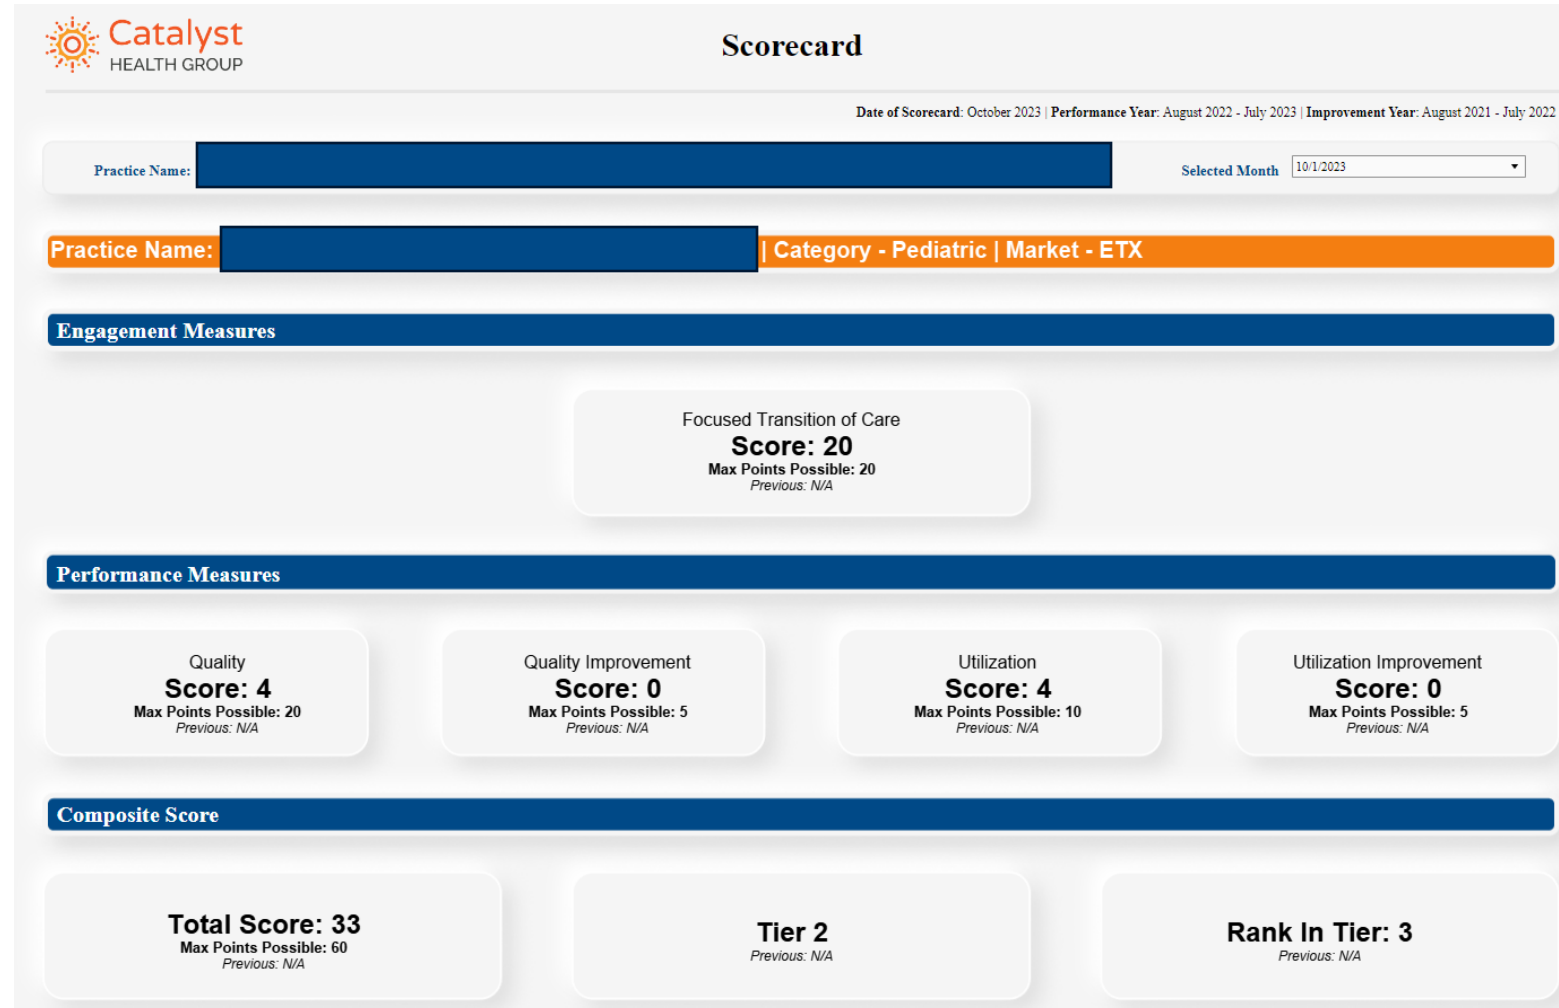 Catalyst
HEALTH GROUP
Scorecard
Date of Scorecard: October 2023 | Performance Year: August 2022 - July 2023 | Improvement Year: August 2021 - July 2022
Practice Name:
Selected Month 10/1/2023
Practice Name: | Category - Pediatric | Market - ETX
Engagement Measures
Focused Transition of Care
Score: 20
Max Points Possible: 20
Previous: N/A
Performance Measures
Quality
Score: 4
Max Points Possible: 20
Previous: N/A
Quality Improvement
Score: 0
Max Points Possible: 5
Previous: N/A
Utilization
Score: 4
Max Points Possible: 10
Previous: N/A
Utilization Improvement
Score: 0
Max Points Possible: 5
Previous: N/A
Composite Score
Total Score: 33
Max Points Possible: 60
Previous: N/A
Tier 2
Previous: N/A
Rank In Tier: 3
Previous: N/A